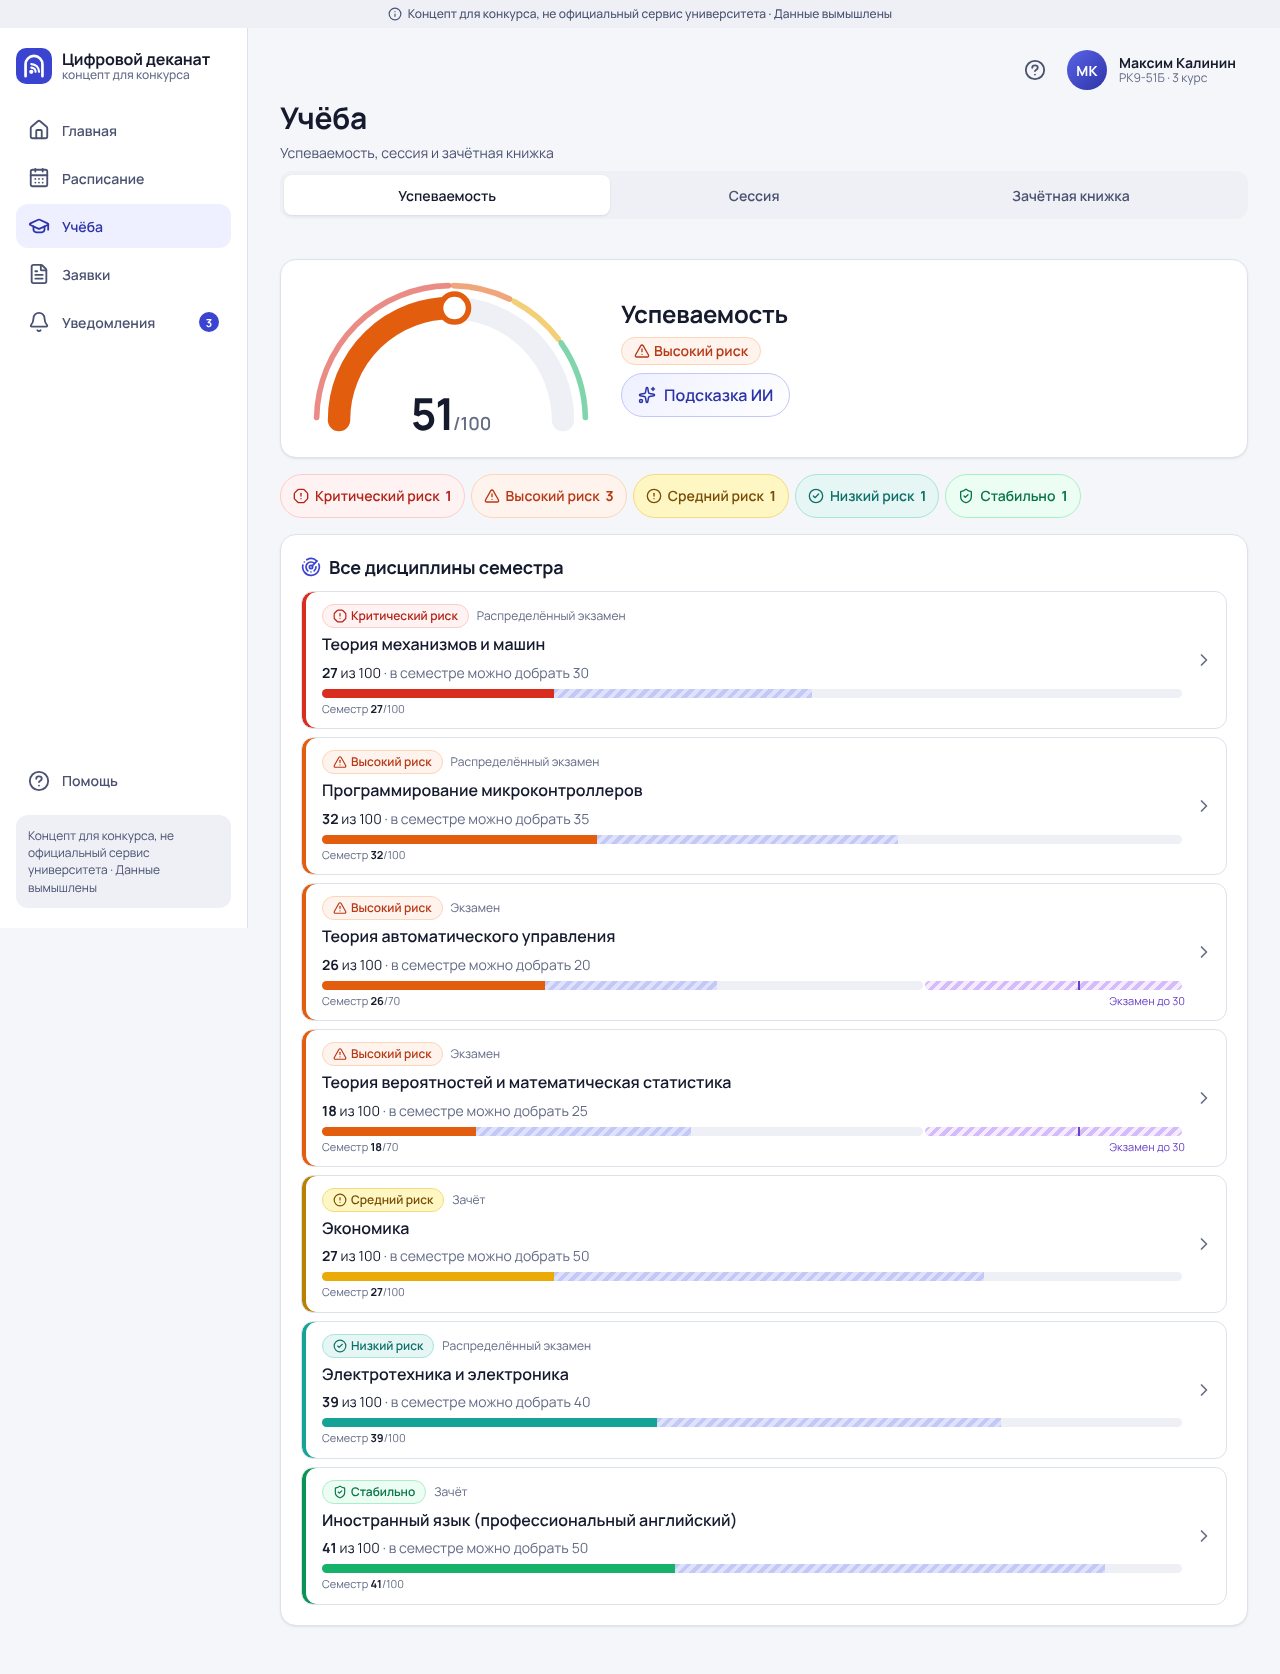 Концепт для конкурса, не официальный сервис университета · Данные вымышлены
Цифровой деканат
концепт для конкурса
Главная
Расписание
Учёба
Заявки
Уведомления 3
Помощь
Концепт для конкурса, не
официальный сервис
университета · Данные
вымышлены
МК
Максим Калинин
РК9-51Б · 3 курс
Учёба
Успеваемость, сессия и зачётная книжка
Успеваемость Сессия Зачётная книжка
51/100
Успеваемость
Высокий риск
Подсказка ИИ
Критический риск 1 Высокий риск 3 Средний риск 1 Низкий риск 1 Стабильно 1
Все дисциплины семестра
Критический риск Распределённый экзамен
Теория механизмов и машин
27 из 100 · в семестре можно добрать 30
Семестр 27/100
Высокий риск Распределённый экзамен
Программирование микроконтроллеров
32 из 100 · в семестре можно добрать 35
Семестр 32/100
Высокий риск Экзамен
Теория автоматического управления
26 из 100 · в семестре можно добрать 20
Семестр 26/70 Экзамен до 30
Высокий риск Экзамен
Теория вероятностей и математическая статистика
18 из 100 · в семестре можно добрать 25
Семестр 18/70 Экзамен до 30
Средний риск Зачёт
Экономика
27 из 100 · в семестре можно добрать 50
Семестр 27/100
Низкий риск Распределённый экзамен
Электротехника и электроника
39 из 100 · в семестре можно добрать 40
Семестр 39/100
Стабильно Зачёт
Иностранный язык (профессиональный английский)
41 из 100 · в семестре можно добрать 50
Семестр 41/100